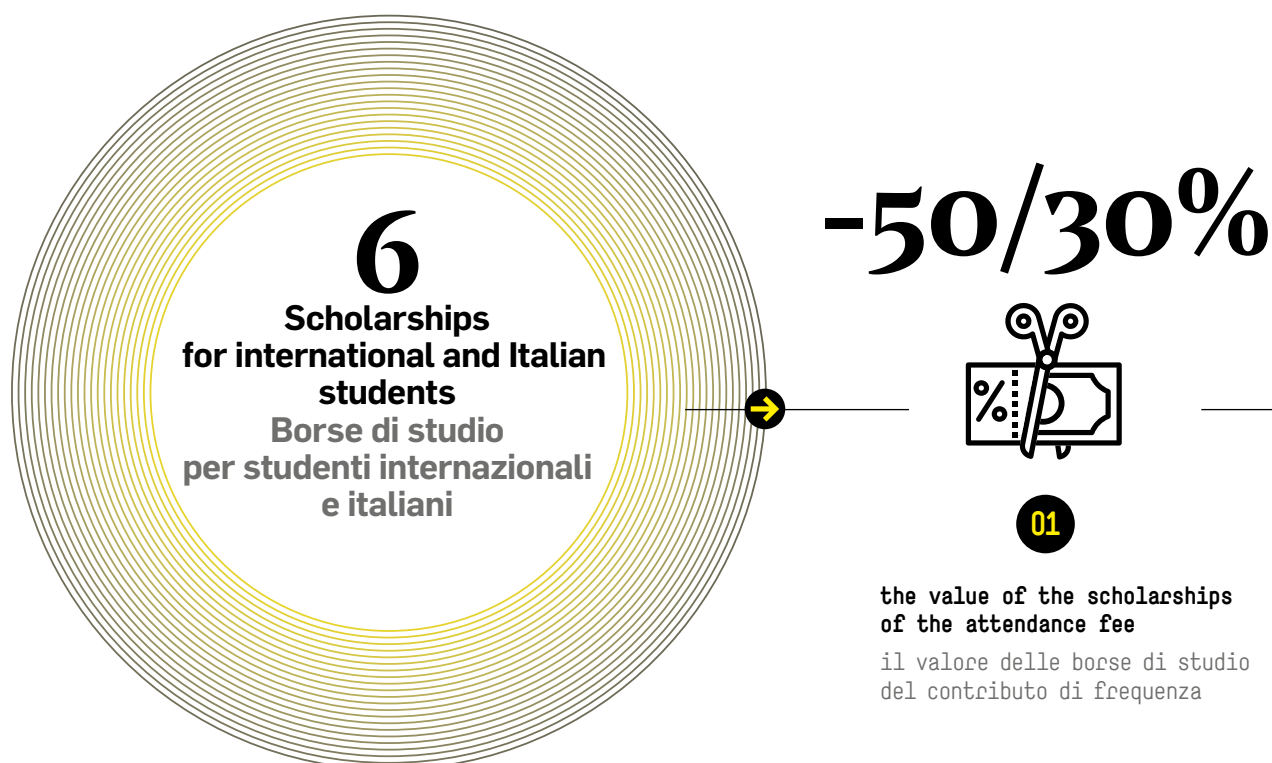 6
Scholarships
for international and Italian
students
Borse di studio
per studenti internazionali
e italiani
-50/30%
%
01
the value of the scholarships
of the attendance fee
il valore delle borse di studio
del contributo di frequenza